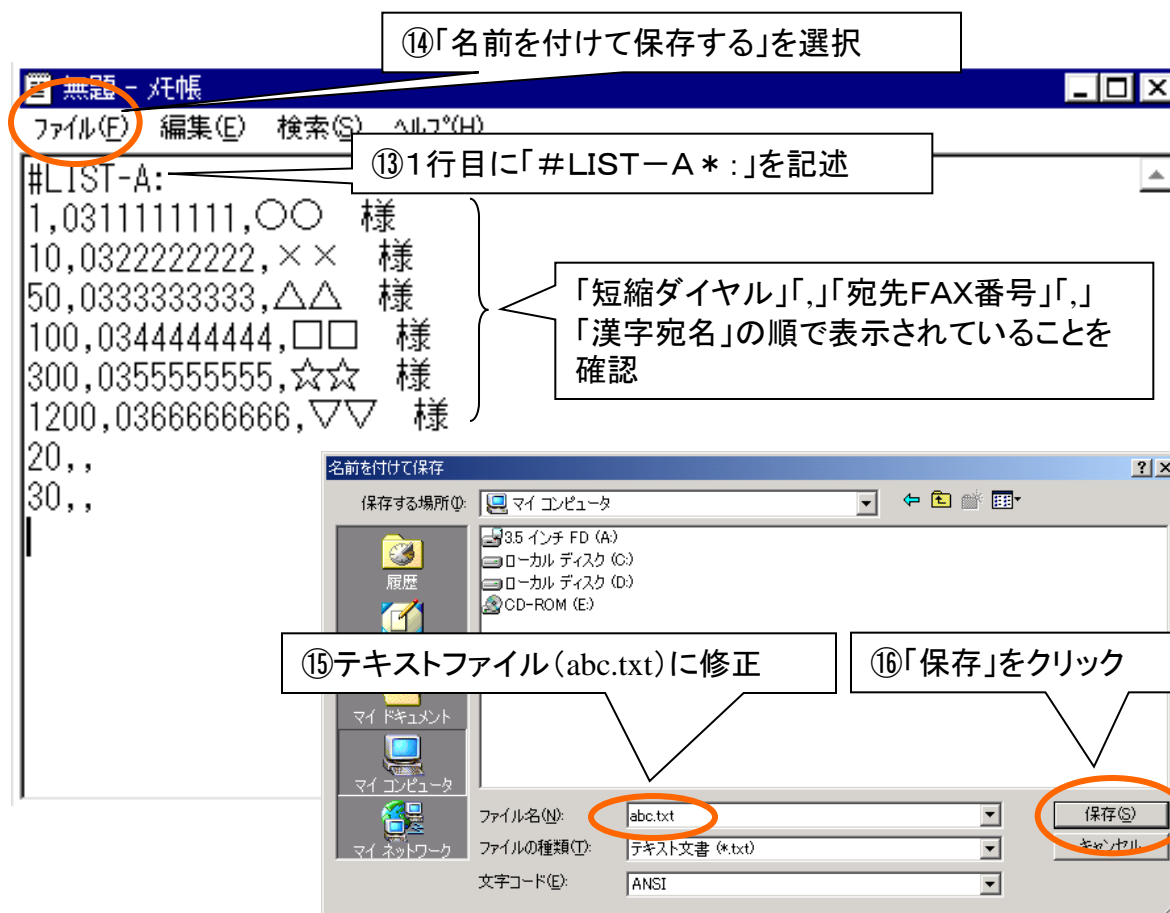 ⑭「名前を付けて保存する」を選択
無題 - メモ帳
ファイル(F) 編集(E) 検索(S) ヘルプ(H)
⑬1行目に「＃LIST－A＊：」を記述
#LIST-A:
1,0311111111,○○　様
10,0322222222,××　様
50,0333333333,△△　様
100,0344444444,□□　様
300,0355555555,☆☆　様
1200,0366666666,▽▽　様
20,,
30,,
「短縮ダイヤル」「,」「宛先FAX番号」「,」
「漢字宛名」の順で表示されていることを
確認
名前を付けて保存
保存する場所(I): マイ コンピュータ
3.5 インチ FD (A:)
ローカル ディスク (C:)
ローカル ディスク (D:)
CD-ROM (E:)
履歴
⑮テキストファイル（abc.txt）に修正
⑯「保存」をクリック
マイ ドキュメント
マイ コンピュータ
マイ ネットワーク
ファイル名(N): abc.txt 保存(S)
ファイルの種類(T): テキスト文書 (*.txt) キャンセル
文字コード(E): ANSI